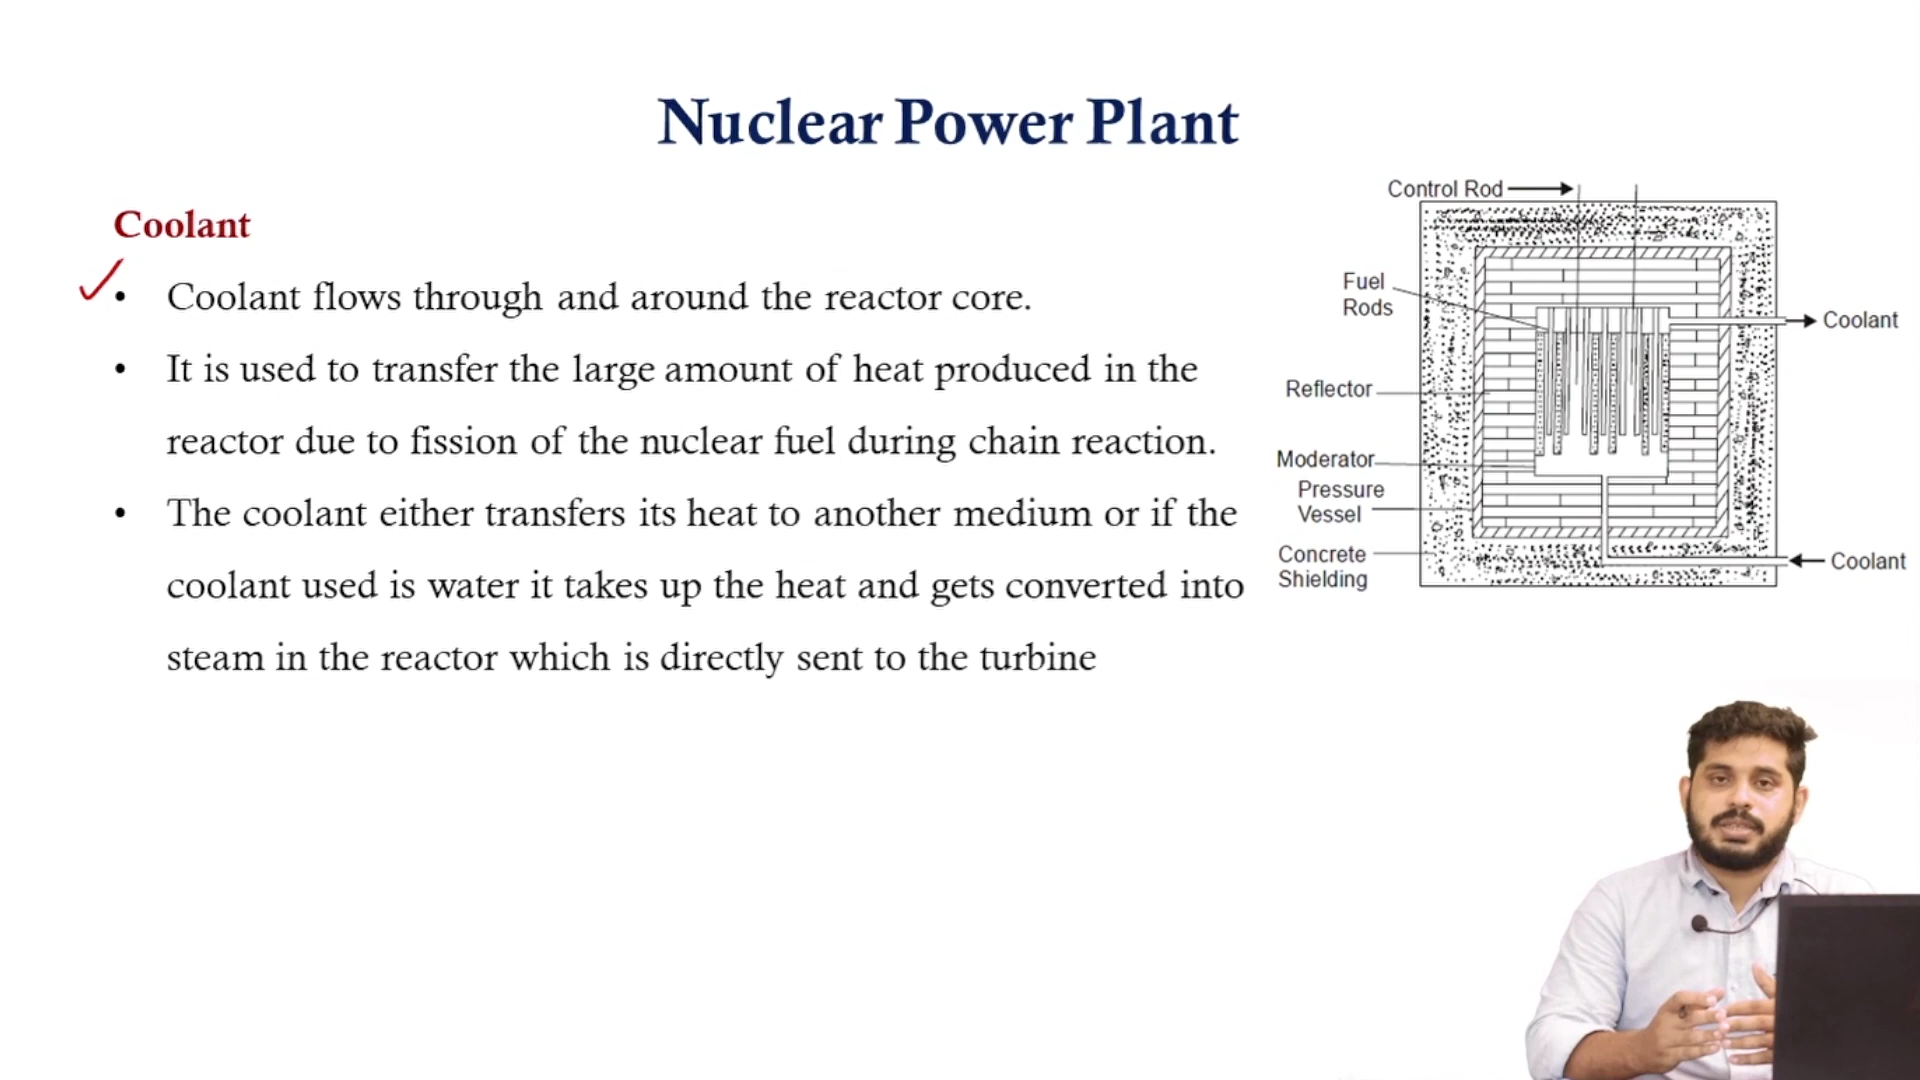 Nuclear Power Plant
Coolant
• Coolant flows through and around the reactor core.
• It is used to transfer the large amount of heat produced in the
reactor due to fission of the nuclear fuel during chain reaction.
• The coolant either transfers its heat to another medium or if the
coolant used is water it takes up the heat and gets converted into
steam in the reactor which is directly sent to the turbine
Control Rod
Fuel
Rods
Coolant
Reflector
Moderator
Pressure
Vessel
Concrete
Shielding
Coolant